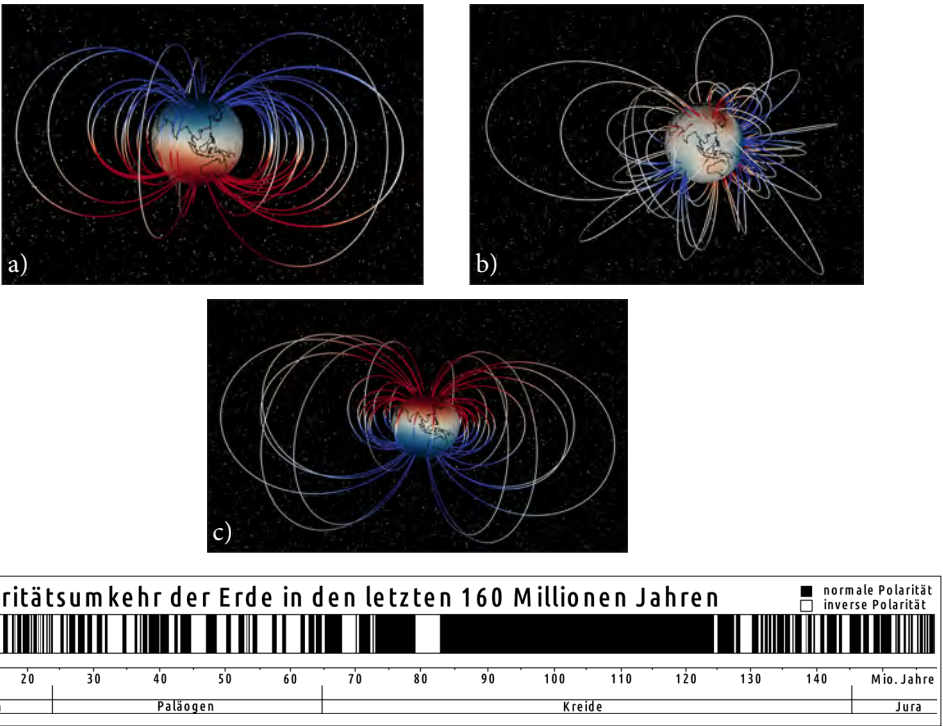 a)
b)
c)
ritätsumkehr der Erde in den letzten 160 Millionen Jahren
normale Polarität
inverse Polarität
20 30 40 50 60 70 80 90 100 110 120 130 140 Mio. Jahre
Paläogen Kreide Jura